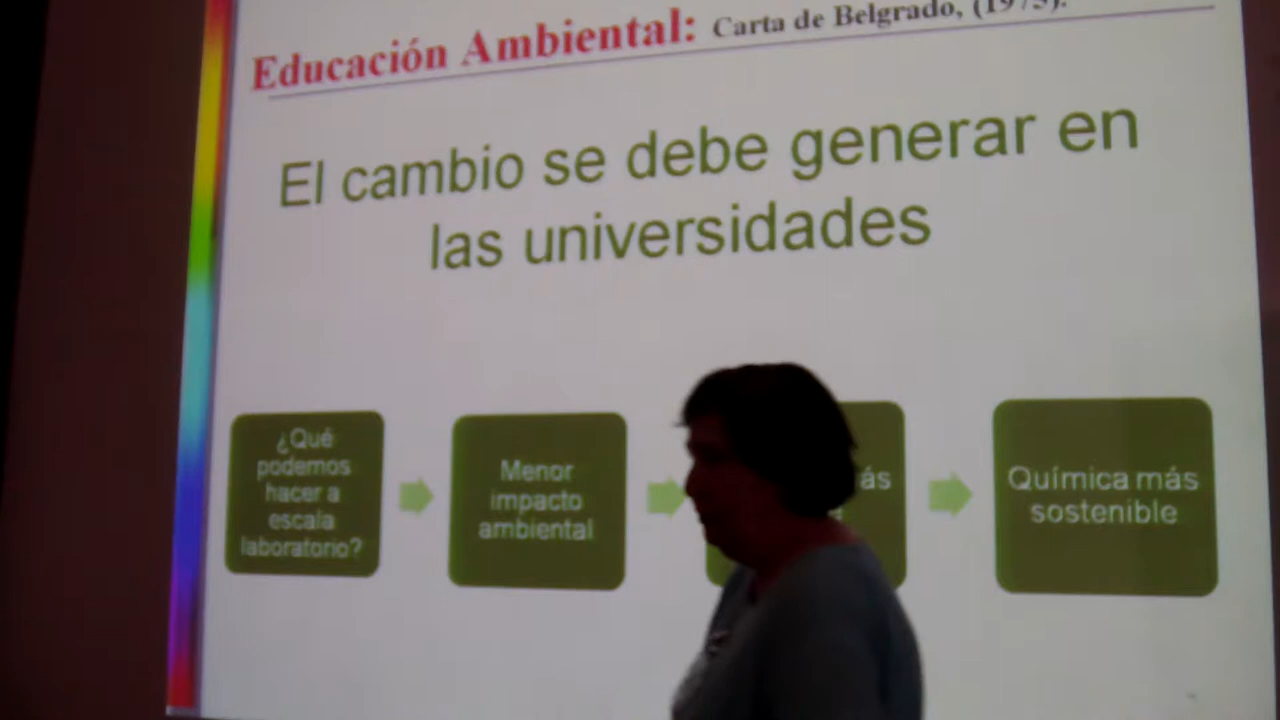 Educación Ambiental: Carta de Belgrado, (1975).
El cambio se debe generar en
las universidades
¿Qué
podemos
hacer a
escala
laboratorio?
Menor
impacto
ambiental
ás
Química más
sostenible